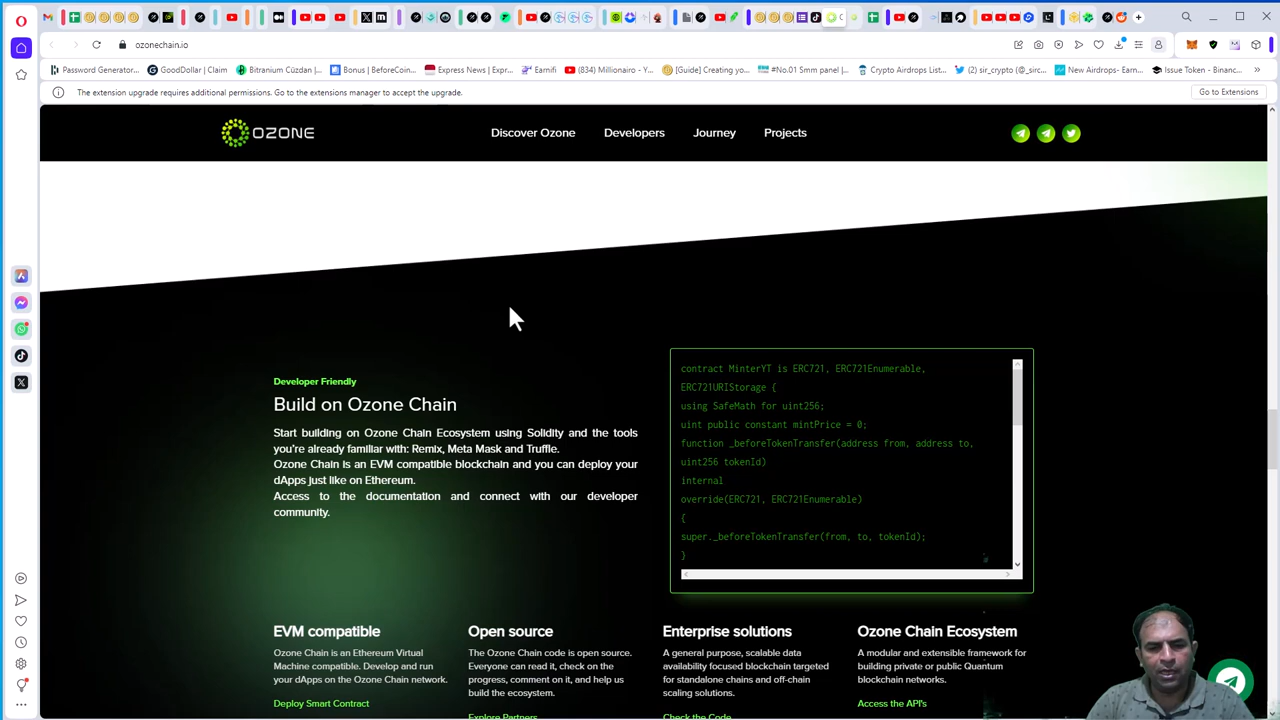 ozonechain.io
Password Generator...
GoodDollar | Claim
Bitranium Cüzdan |...
Bonus | BeforeCoin...
Express News | Expr...
Earnifi
(834) Millionairo - Y...
[Guide] Creating yo...
#No.01 Smm panel |...
Crypto Airdrops List...
(2) sir_crypto (@_sirc...
New Airdrops- Earn...
Issue Token - Binanc...
The extension upgrade requires additional permissions. Go to the extensions manager to accept the upgrade.
Go to Extensions
OZONE
Discover Ozone
Developers
Journey
Projects
Developer Friendly
Build on Ozone Chain
Start building on Ozone Chain Ecosystem using Solidity and the tools
you're already familiar with: Remix, Meta Mask and Truffle.
Ozone Chain is an EVM compatible blockchain and you can deploy your
dApps just like on Ethereum.
Access to the documentation and connect with our developer
community.
contract MinterYT is ERC721, ERC721Enumerable,
ERC721URIStorage {
using SafeMath for uint256;
uint public constant mintPrice = 0;
function _beforeTokenTransfer(address from, address to,
uint256 tokenId)
internal
override(ERC721, ERC721Enumerable)
{
super._beforeTokenTransfer(from, to, tokenId);
}
EVM compatible
Ozone Chain is an Ethereum Virtual
Machine compatible. Develop and run
your dApps on the Ozone Chain network.
Deploy Smart Contract
Open source
The Ozone Chain code is open source.
Everyone can read it, check on the
progress, comment on it, and help us
build the ecosystem.
Explore Partners
Enterprise solutions
A general purpose, scalable data
availability focused blockchain targeted
for standalone chains and off-chain
scaling solutions.
Check the Code
Ozone Chain Ecosystem
A modular and extensible framework for
building private or public Quantum
blockchain networks.
Access the API's